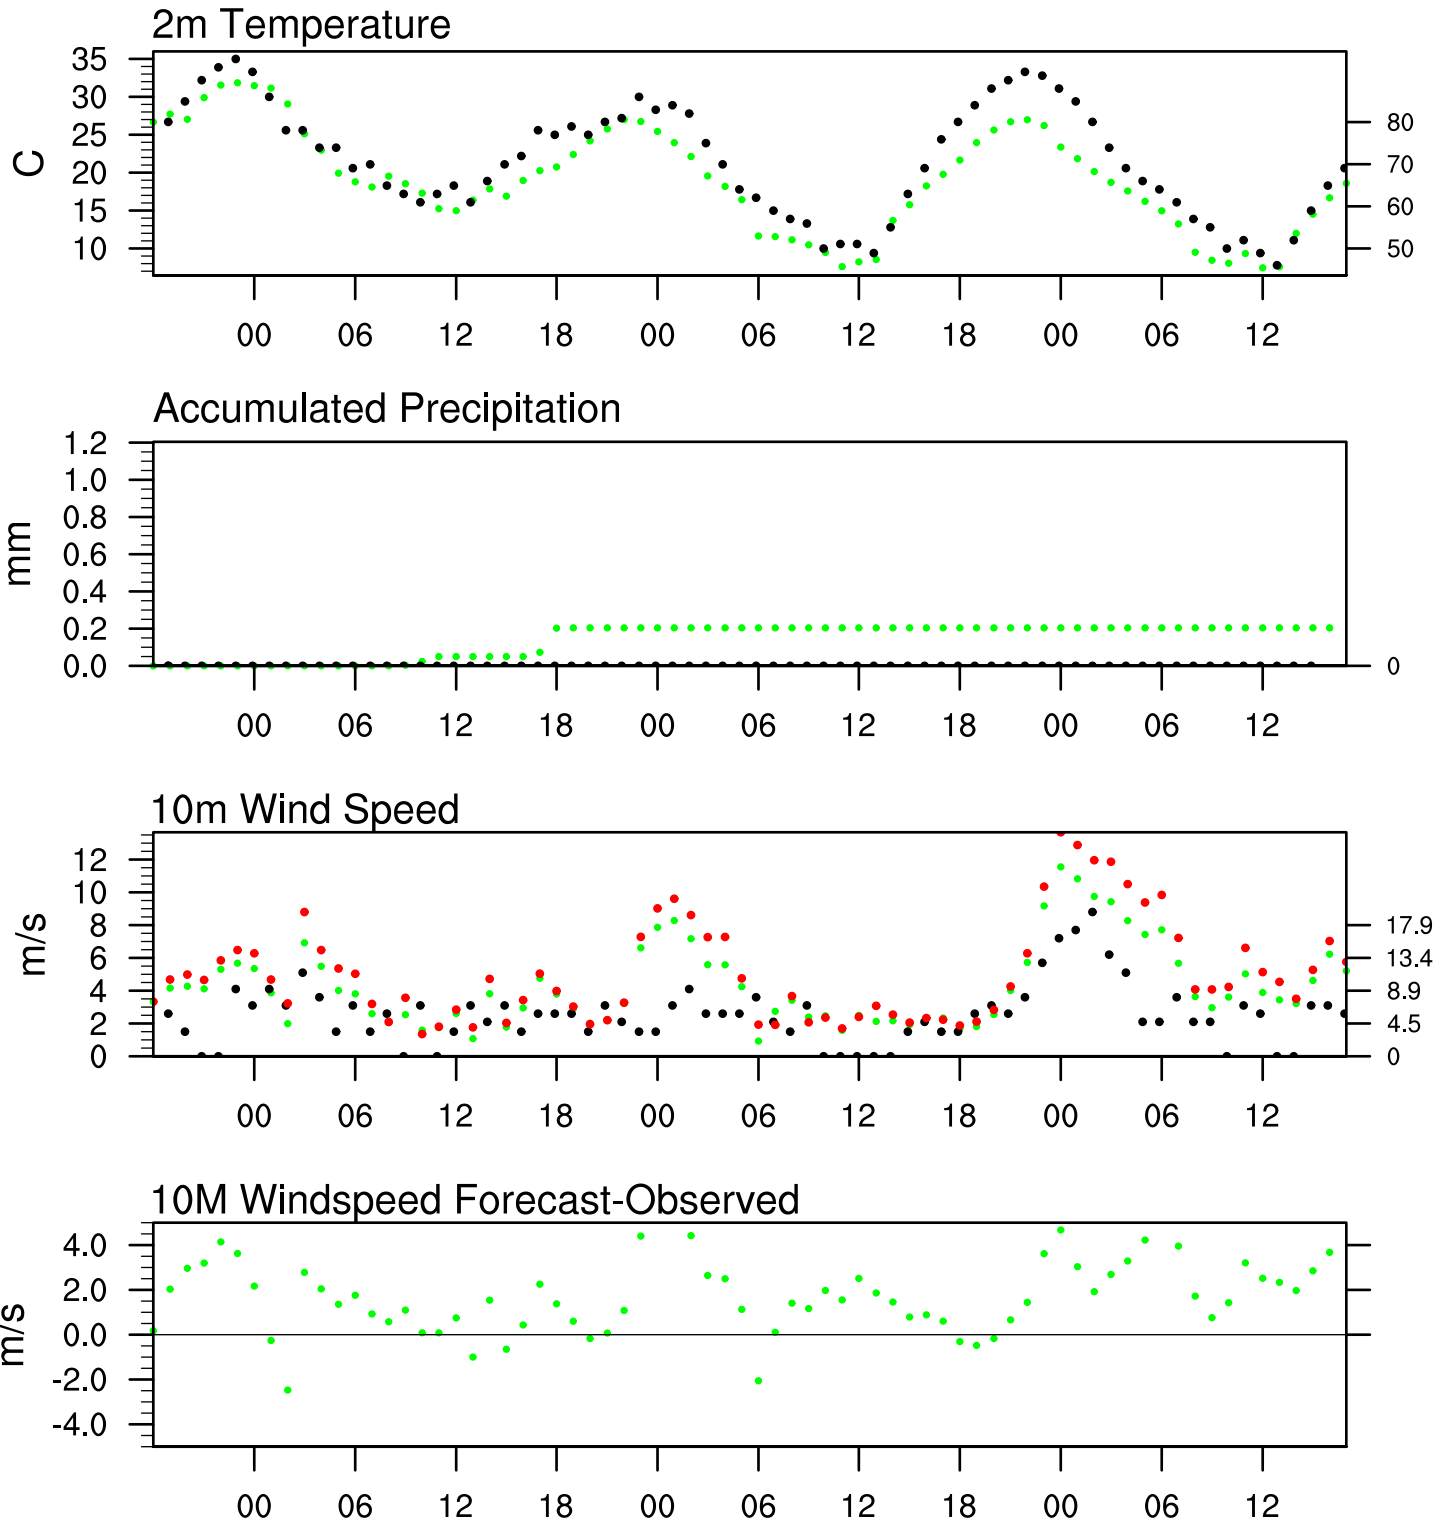 2m Temperature
35
30
25
20
15
10
C
80
70
60
50
00 06 12 18 00 06 12 18 00 06 12
Accumulated Precipitation
1.2
1.0
0.8
0.6
0.4
0.2
0.0
mm
0
00 06 12 18 00 06 12 18 00 06 12
10m Wind Speed
12
10
8
6
4
2
0
m/s
17.9
13.4
8.9
4.5
0
00 06 12 18 00 06 12 18 00 06 12
10M Windspeed Forecast-Observed
4.0
2.0
0.0
-2.0
-4.0
m/s
00 06 12 18 00 06 12 18 00 06 12